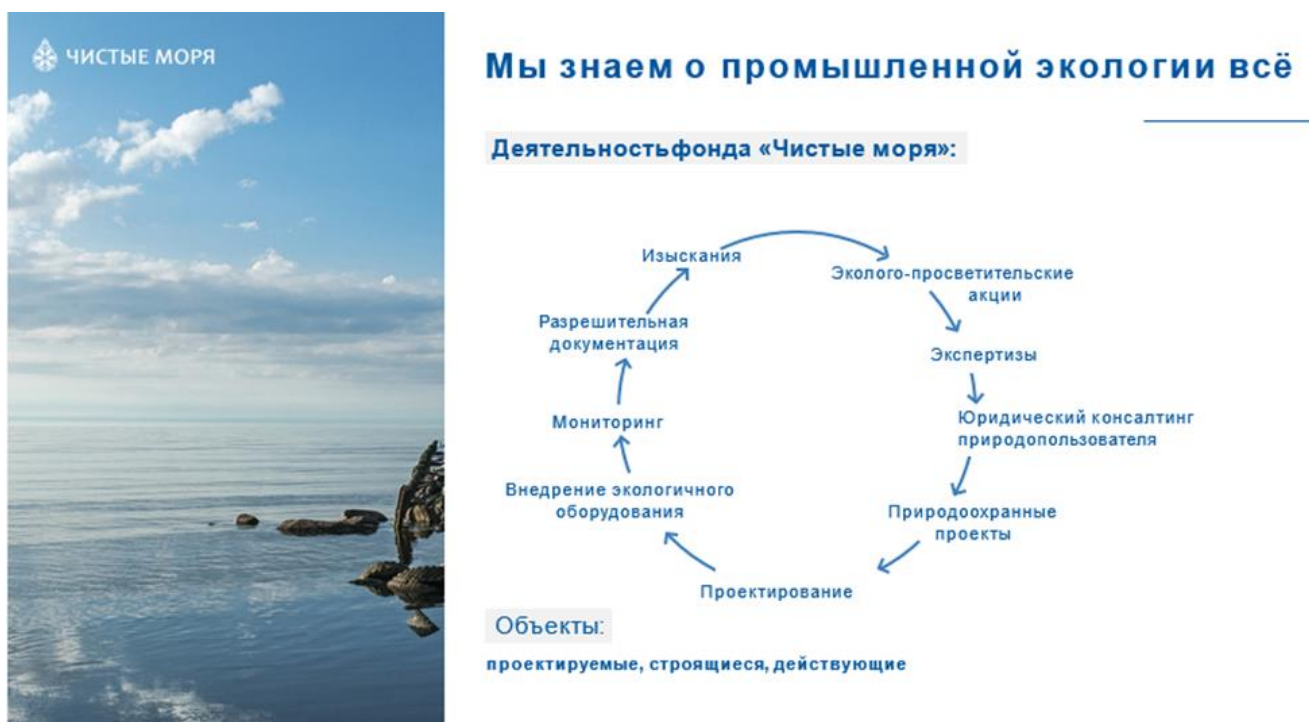 ЧИСТЫЕ МОРЯ
Мы знаем о промышленной экологии всё
Деятельностьфонда «Чистые моря»:
Изыскания
Эколого-просветительские
акции
Экспертизы
Юридический консалтинг
природопользователя
Природоохранные
проекты
Проектирование
Внедрение экологичного
оборудования
Мониторинг
Разрешительная
документация
Объекты:
проектируемые, строящиеся, действующие